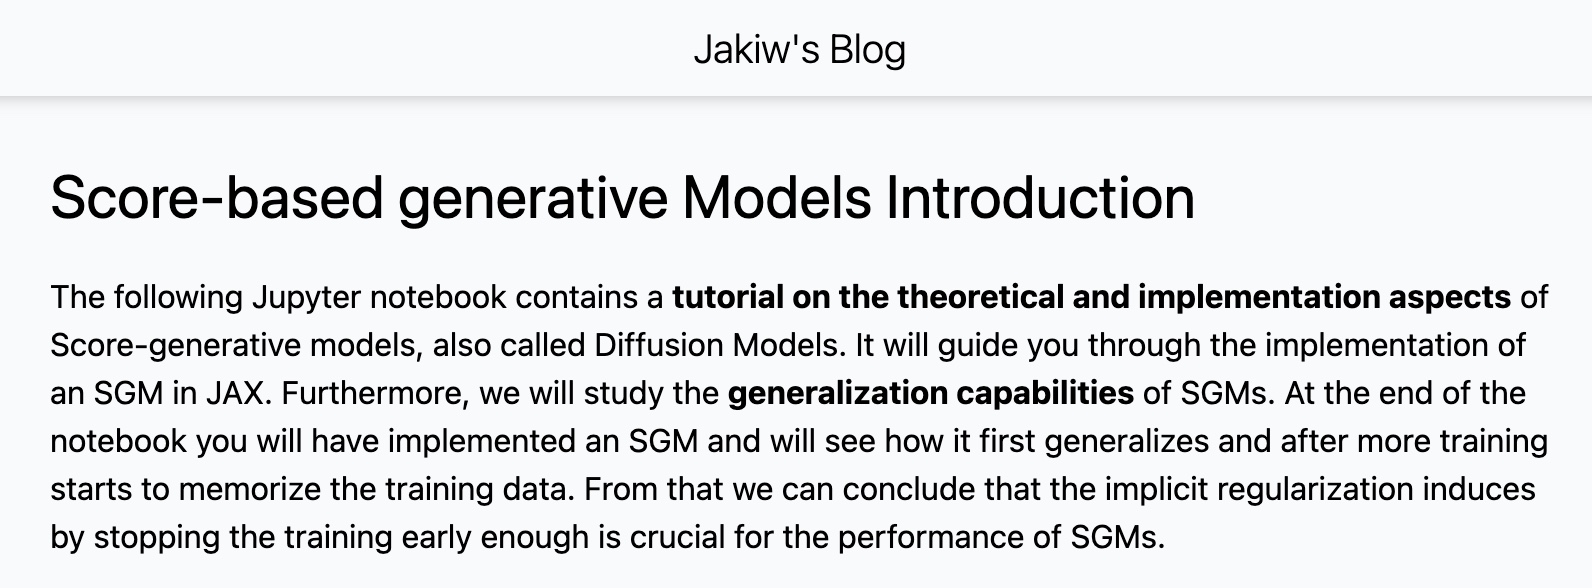 Jakiw's Blog
Score-based generative Models Introduction
The following Jupyter notebook contains a tutorial on the theoretical and implementation aspects of
Score-generative models, also called Diffusion Models. It will guide you through the implementation of
an SGM in JAX. Furthermore, we will study the generalization capabilities of SGMs. At the end of the
notebook you will have implemented an SGM and will see how it first generalizes and after more training
starts to memorize the training data. From that we can conclude that the implicit regularization induces
by stopping the training early enough is crucial for the performance of SGMs.